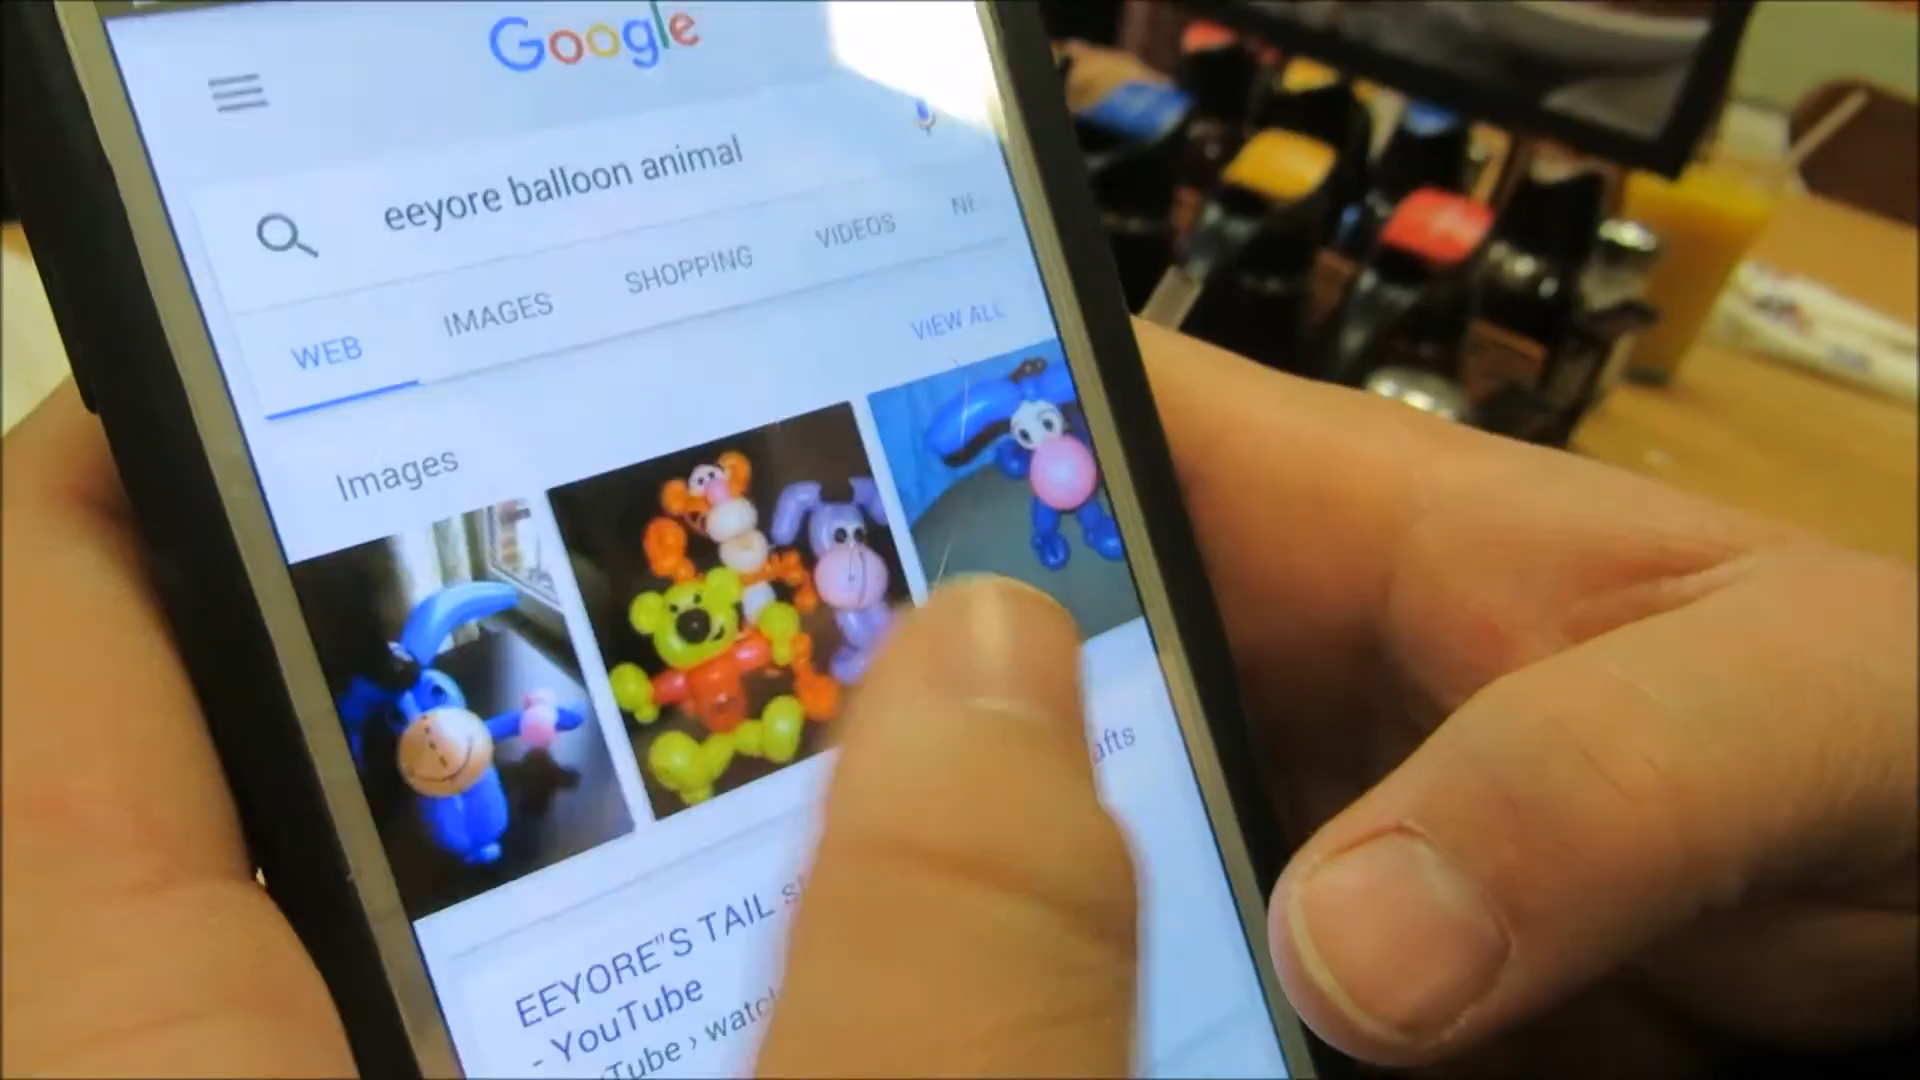 Google
eeyore balloon animal
WEB IMAGES SHOPPING VIDEOS
VIEW ALL
Images
EEYORE"S TAIL
- YouTube